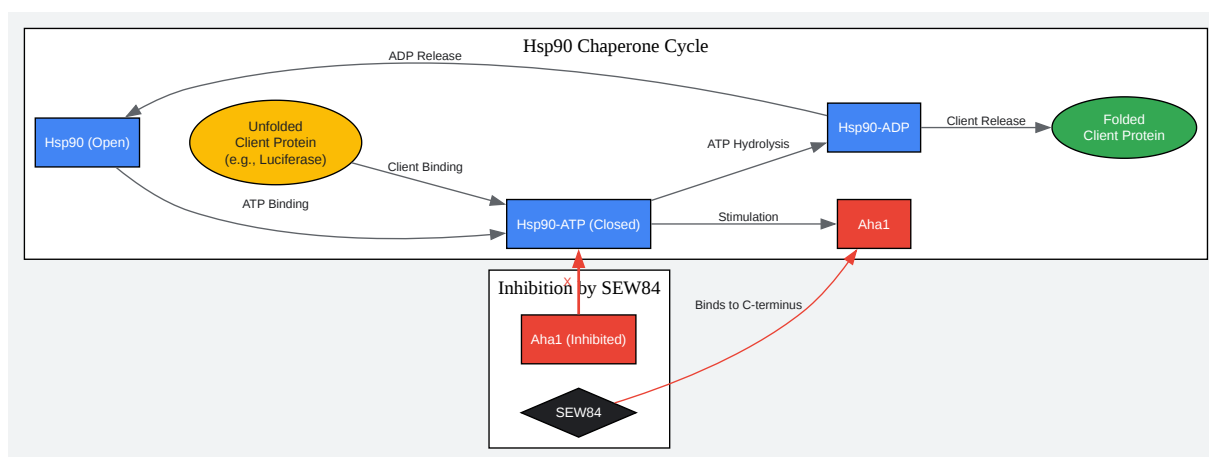 Hsp90 Chaperone Cycle
ADP Release
Hsp90 (Open)
Unfolded
Client Protein
(e.g., Luciferase)
Client Binding
ATP Binding
Hsp90-ATP (Closed)
ATP Hydrolysis
Hsp90-ADP
Client Release
Folded
Client Protein
Stimulation
Aha1
Inhibition by SEW84
x
Aha1 (Inhibited)
Binds to C-terminus
SEW84